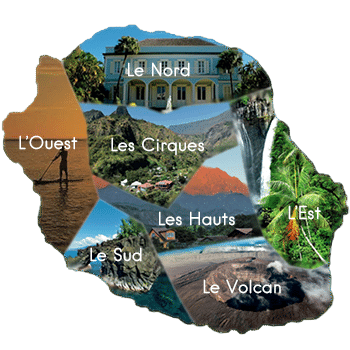 Le Nord
L'Ouest
Les Cirques
Les Hauts
L'Est
Le Sud
Le Volcan